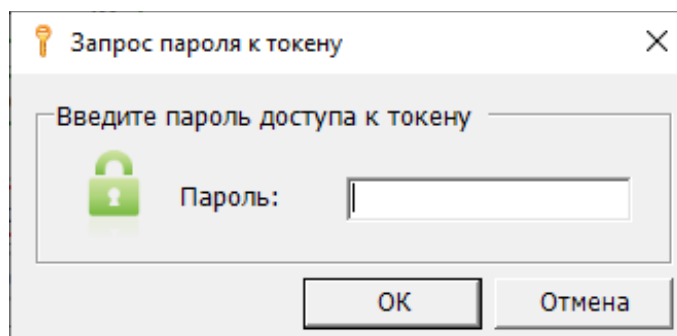 Запрос пароля к токену
Введите пароль доступа к токену
Пароль:
ОК
Отмена